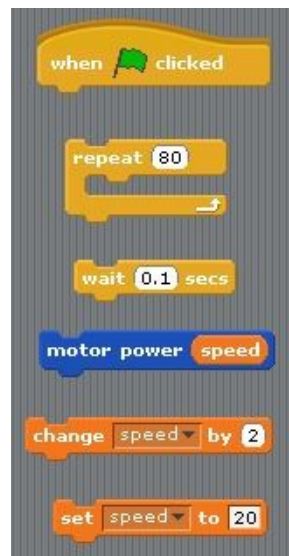 when clicked
repeat 80
wait 0.1 secs
motor power speed
change speed by 2
set speed to 20